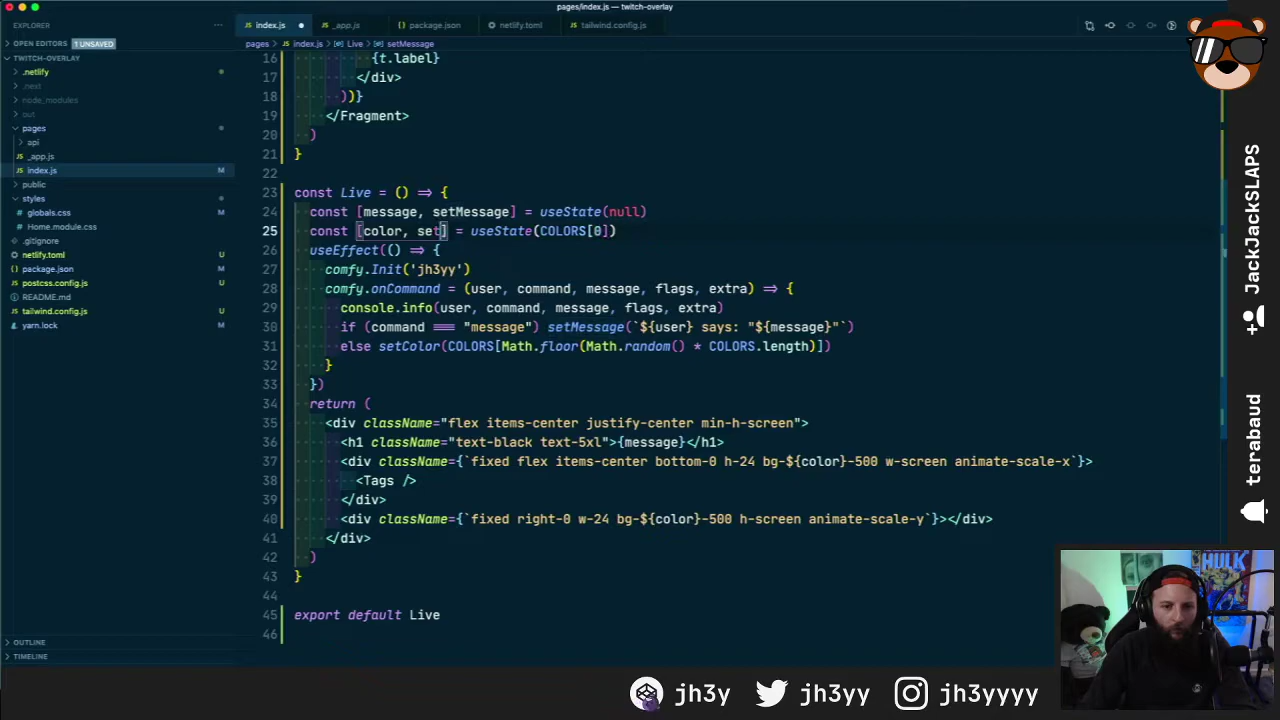 pages/index.js — twitch-overlay
EXPLORER
index.js
_app.js
package.json
netlify.toml
tailwind.config.js
OPEN EDITORS 1 UNSAVED
pages > index.js > Live > setMessage
TWITCH-OVERLAY
.netlify
.next
node_modules
out
pages
api
_app.js
index.js M
public
styles
globals.css
Home.module.css
.gitignore
netlify.toml U
package.json M
postcss.config.js U
README.md
tailwind.config.js U
yarn.lock
OUTLINE
TIMELINE
16 {t.label}
17 </div>
18 ))}
19 </Fragment>
20 )
21 }
22
23 const Live = () => {
24 const [message, setMessage] = useState(null)
25 const [color, set] = useState(COLORS[0])
26 useEffect(() => {
27 comfy.Init('jh3yy')
28 comfy.onCommand = (user, command, message, flags, extra) => {
29 console.info(user, command, message, flags, extra)
30 if (command === "message") setMessage(`${user} says: "${message}"`)
31 else setColor(COLORS[Math.floor(Math.random() * COLORS.length)])
32 }
33 })
34 return (
35 <div className="flex items-center justify-center min-h-screen">
36 <h1 className="text-black text-5xl">{message}</h1>
37 <div className={`fixed flex items-center bottom-0 h-24 bg-${color}-500 w-screen animate-scale-x`}>
38 <Tags />
39 </div>
40 <div className={`fixed right-0 w-24 bg-${color}-500 h-screen animate-scale-y`}></div>
41 </div>
42 )
43 }
44
45 export default Live
46
JackJackSLAPS
terabaud
jh3y
jh3yy
jh3yyyy
HULK